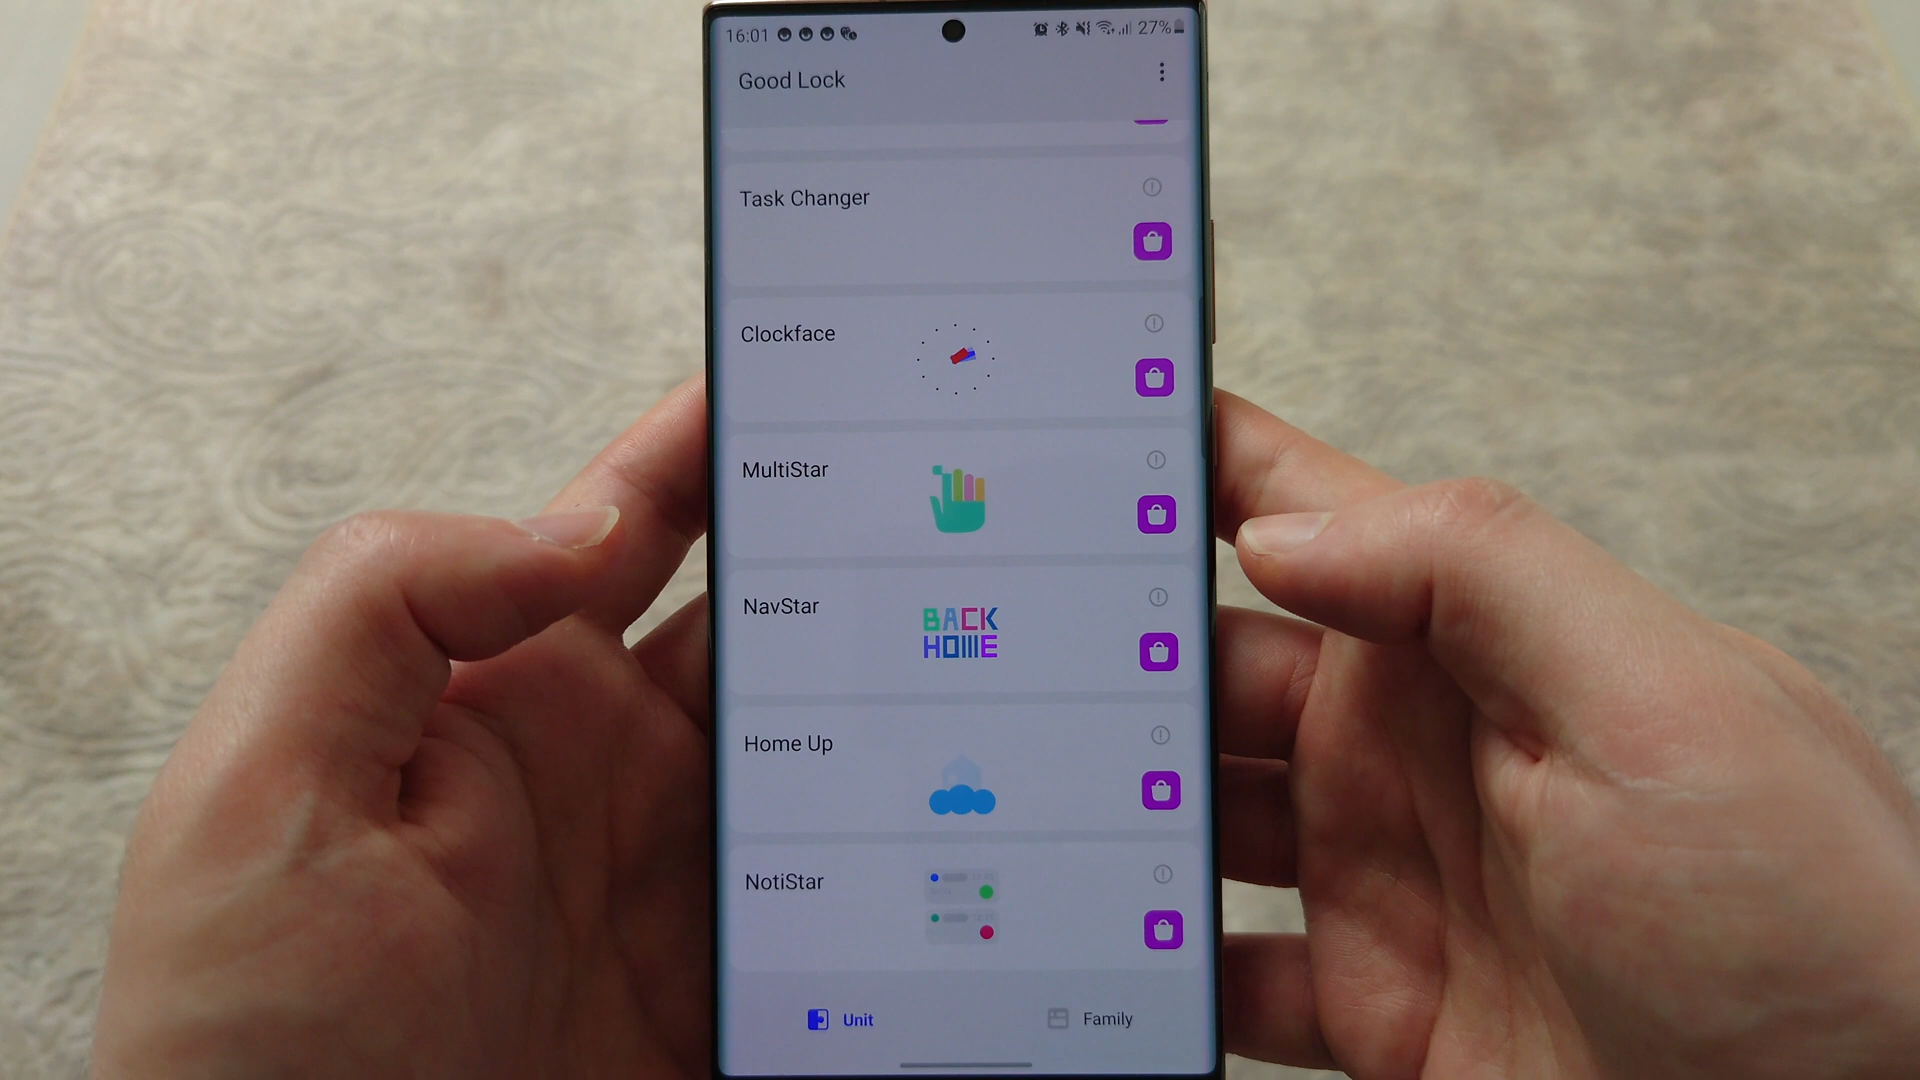 16:01 27%
Good Lock
Task Changer
Clockface
MultiStar
NavStar
BACK
HOME
Home Up
NotiStar
Unit Family